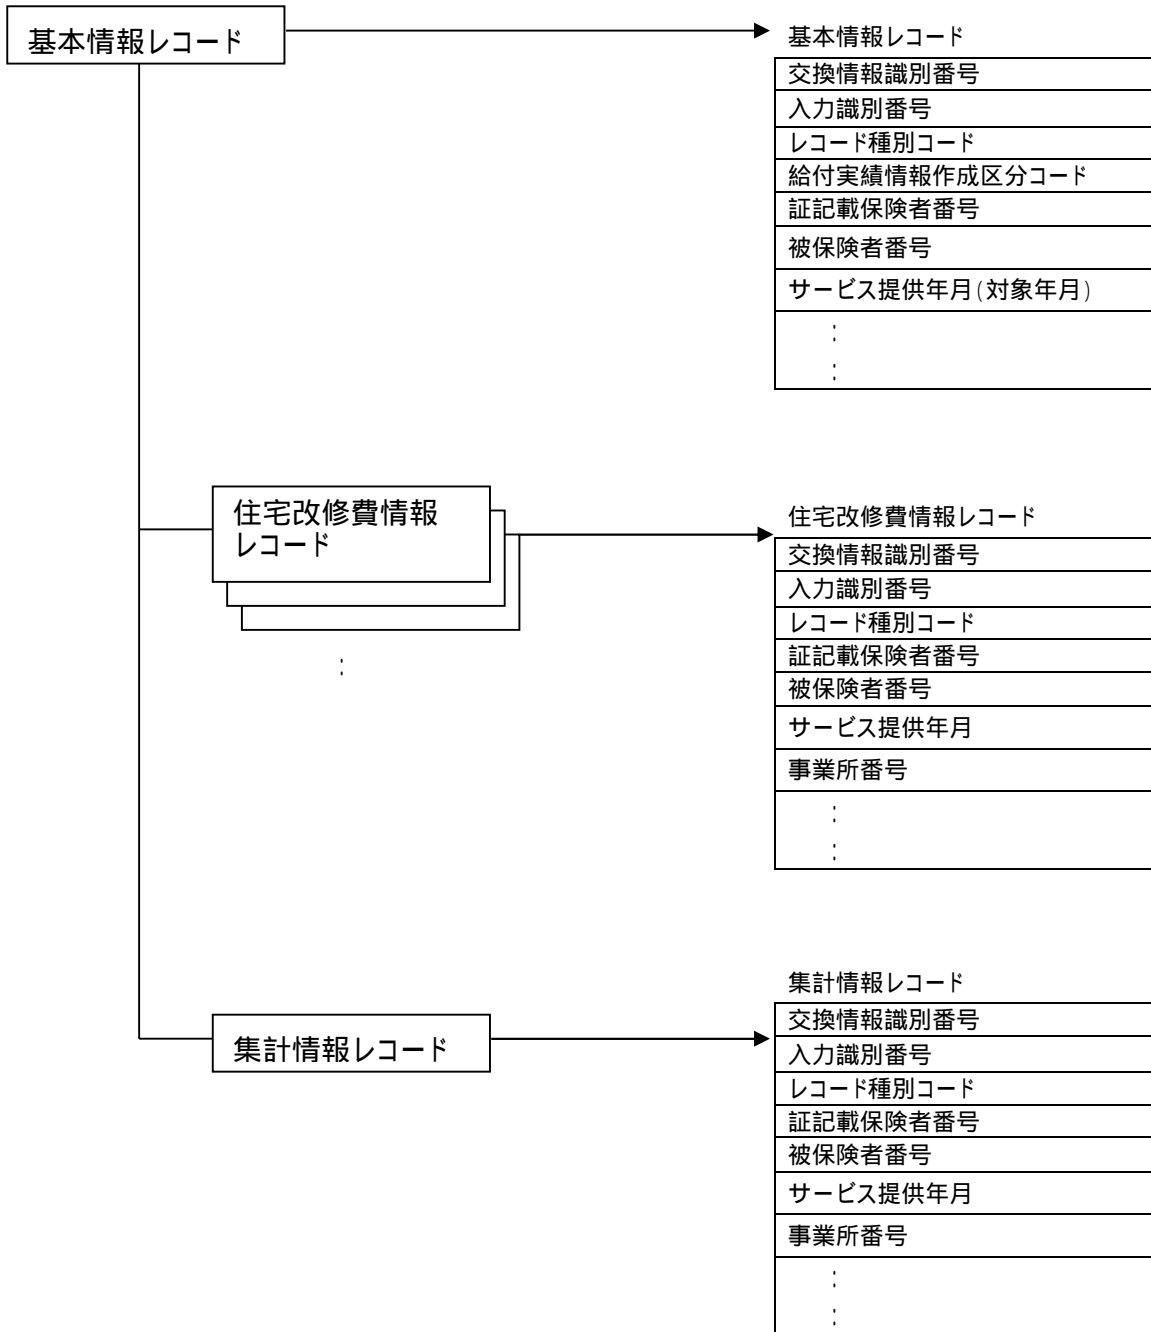 基本情報レコード
基本情報レコード
交換情報識別番号
入力識別番号
レコード種別コード
給付実績情報作成区分コード
証記載保険者番号
被保険者番号
サービス提供年月(対象年月)
:
:
住宅改修費情報
レコード
:
住宅改修費情報レコード
交換情報識別番号
入力識別番号
レコード種別コード
証記載保険者番号
被保険者番号
サービス提供年月
事業所番号
:
:
集計情報レコード
集計情報レコード
交換情報識別番号
入力識別番号
レコード種別コード
証記載保険者番号
被保険者番号
サービス提供年月
事業所番号
:
: